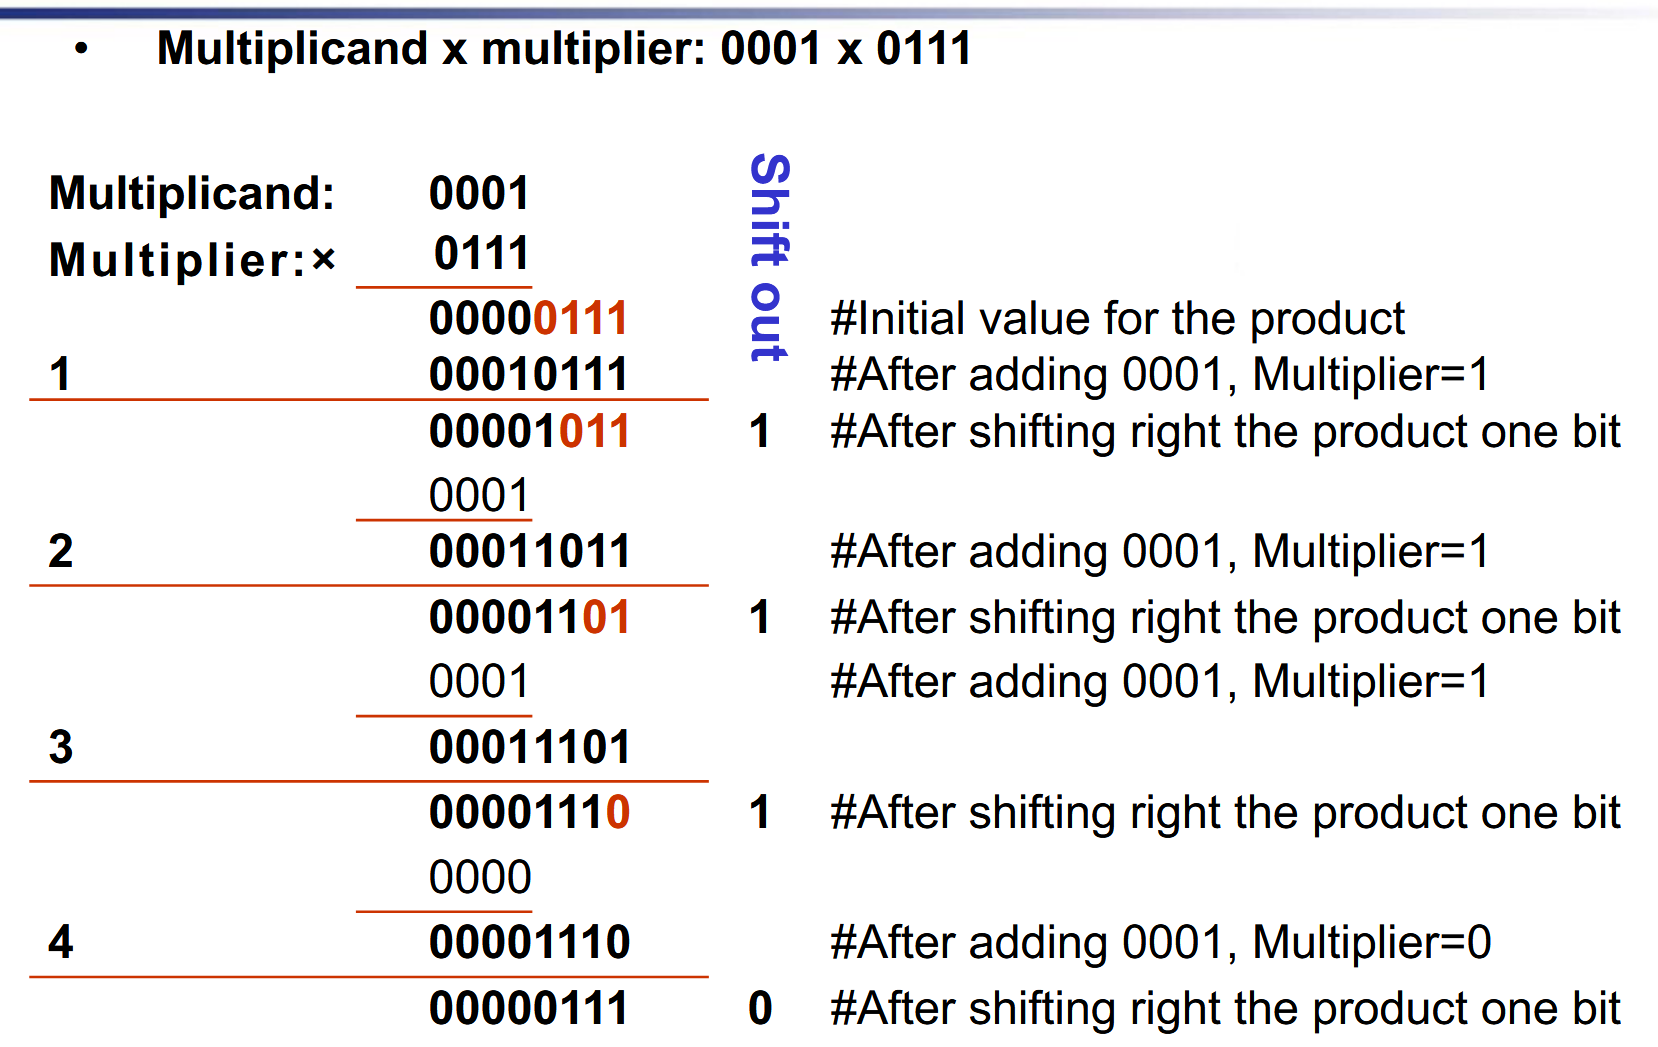 • Multiplicand x multiplier: 0001 x 0111
Shift out
Multiplicand: 0001
Multiplier:× 0111
00000111 #Initial value for the product
1 00010111 #After adding 0001, Multiplier=1
00001011 1 #After shifting right the product one bit
0001
2 00011011 #After adding 0001, Multiplier=1
00001101 1 #After shifting right the product one bit
0001 #After adding 0001, Multiplier=1
3 00011101
00001110 1 #After shifting right the product one bit
0000
4 00001110 #After adding 0001, Multiplier=0
00000111 0 #After shifting right the product one bit